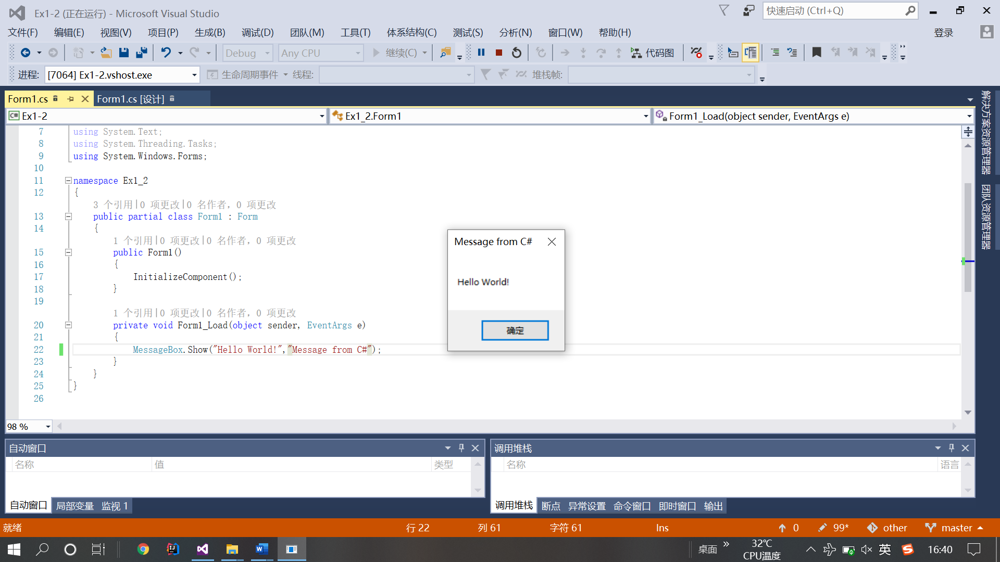 Ex1-2 (正在运行) - Microsoft Visual Studio
快速启动 (Ctrl+Q)
文件(F) 编辑(E) 视图(V) 项目(P) 生成(B) 调试(D) 团队(M) 工具(T) 体系结构(C) 测试(S) 分析(N) 窗口(W) 帮助(H) 登录
Debug Any CPU 继续(C) 代码图
进程: [7064] Ex1-2.vshost.exe 生命周期事件 线程: 堆栈帧:
Form1.cs Form1.cs [设计]
C# Ex1-2 Ex1_2.Form1 Form1_Load(object sender, EventArgs e)
7 using System.Text;
8 using System.Threading.Tasks;
9 using System.Windows.Forms;
10
11 namespace Ex1_2
12 {
3 个引用|0 项更改|0 名作者, 0 项更改
13 public partial class Form1 : Form
14 {
1 个引用|0 项更改|0 名作者, 0 项更改
15 public Form1()
16 {
17 InitializeComponent();
18 }
19
1 个引用|0 项更改|0 名作者, 0 项更改
20 private void Form1_Load(object sender, EventArgs e)
21 {
22 MessageBox.Show("Hello World!","Message from C#");
23 }
24 }
25 }
26
Message from C#
Hello World!
确定
解决方案资源管理器
团队资源管理器
98 %
自动窗口
名称 值 类型
自动窗口 局部变量 监视 1
调用堆栈
名称 语言
调用堆栈 断点 异常设置 命令窗口 即时窗口 输出
就绪 行 22 列 61 字符 61 Ins 0 99* other master
桌面 32℃ 英 16:40
CPU温度